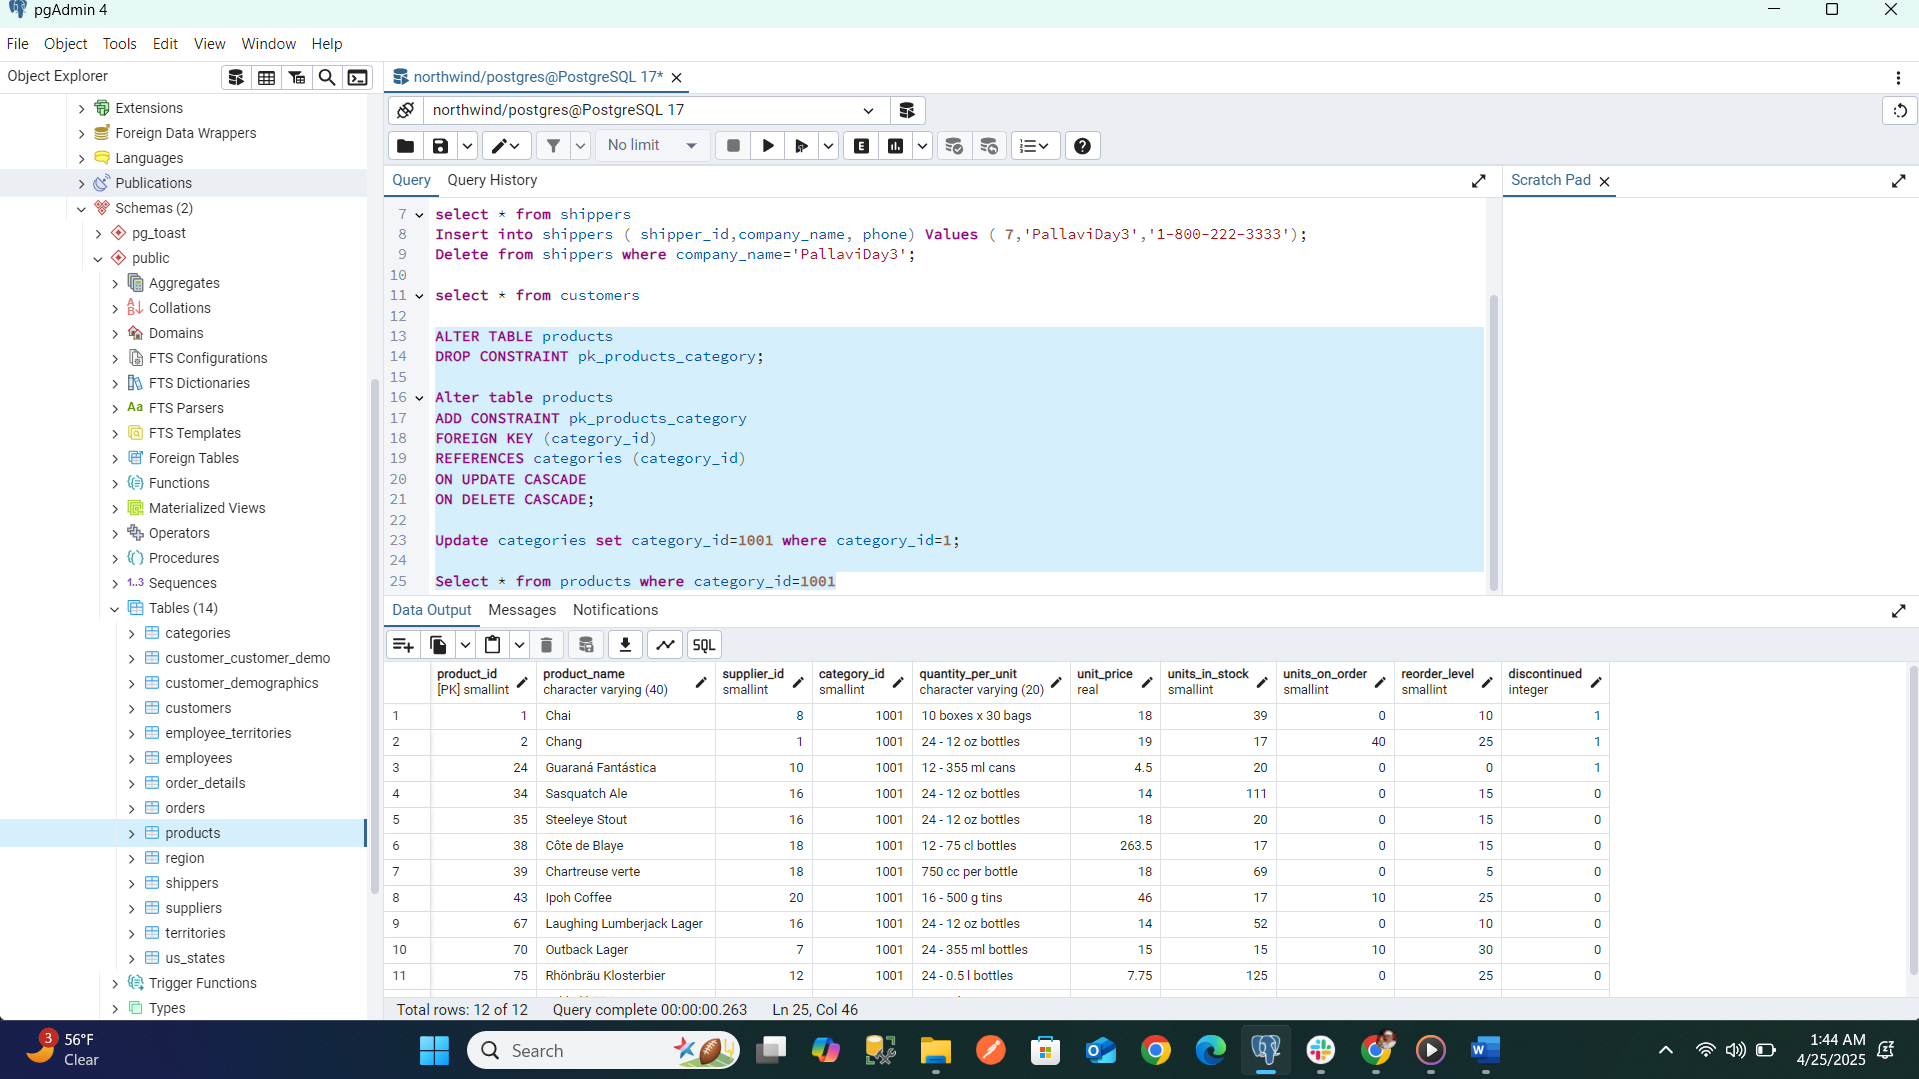 pgAdmin 4
File Object Tools Edit View Window Help
Object Explorer
northwind/postgres@PostgreSQL 17*
northwind/postgres@PostgreSQL 17
No limit
E
Query Query History
Scratch Pad
Extensions
Foreign Data Wrappers
Languages
Publications
Schemas (2)
pg_toast
public
Aggregates
Collations
Domains
FTS Configurations
FTS Dictionaries
Aa FTS Parsers
FTS Templates
Foreign Tables
Functions
Materialized Views
Operators
Procedures
1..3 Sequences
Tables (14)
categories
customer_customer_demo
customer_demographics
customers
employee_territories
employees
order_details
orders
products
region
shippers
suppliers
territories
us_states
Trigger Functions
Types
7 select * from shippers
8 Insert into shippers ( shipper_id,company_name, phone) Values ( 7,'PallaviDay3','1-800-222-3333');
9 Delete from shippers where company_name='PallaviDay3';
10
11 select * from customers
12
13 ALTER TABLE products
14 DROP CONSTRAINT pk_products_category;
15
16 Alter table products
17 ADD CONSTRAINT pk_products_category
18 FOREIGN KEY (category_id)
19 REFERENCES categories (category_id)
20 ON UPDATE CASCADE
21 ON DELETE CASCADE;
22
23 Update categories set category_id=1001 where category_id=1;
24
25 Select * from products where category_id=1001
Data Output Messages Notifications
SQL
product_id product_name supplier_id category_id quantity_per_unit unit_price units_in_stock units_on_order reorder_level discontinued
[PK] smallint character varying (40) smallint smallint character varying (20) real smallint smallint smallint integer
1 1 Chai 8 1001 10 boxes x 30 bags 18 39 0 10 1
2 2 Chang 1 1001 24 - 12 oz bottles 19 17 40 25 1
3 24 Guaraná Fantástica 10 1001 12 - 355 ml cans 4.5 20 0 0 1
4 34 Sasquatch Ale 16 1001 24 - 12 oz bottles 14 111 0 15 0
5 35 Steeleye Stout 16 1001 24 - 12 oz bottles 18 20 0 15 0
6 38 Côte de Blaye 18 1001 12 - 75 cl bottles 263.5 17 0 15 0
7 39 Chartreuse verte 18 1001 750 cc per bottle 18 69 0 5 0
8 43 Ipoh Coffee 20 1001 16 - 500 g tins 46 17 10 25 0
9 67 Laughing Lumberjack Lager 16 1001 24 - 12 oz bottles 14 52 0 10 0
10 70 Outback Lager 7 1001 24 - 355 ml bottles 15 15 10 30 0
11 75 Rhönbräu Klosterbier 12 1001 24 - 0.5 l bottles 7.75 125 0 25 0
Total rows: 12 of 12 Query complete 00:00:00.263 Ln 25, Col 46
3
56°F
Clear
Search
1:44 AM
4/25/2025